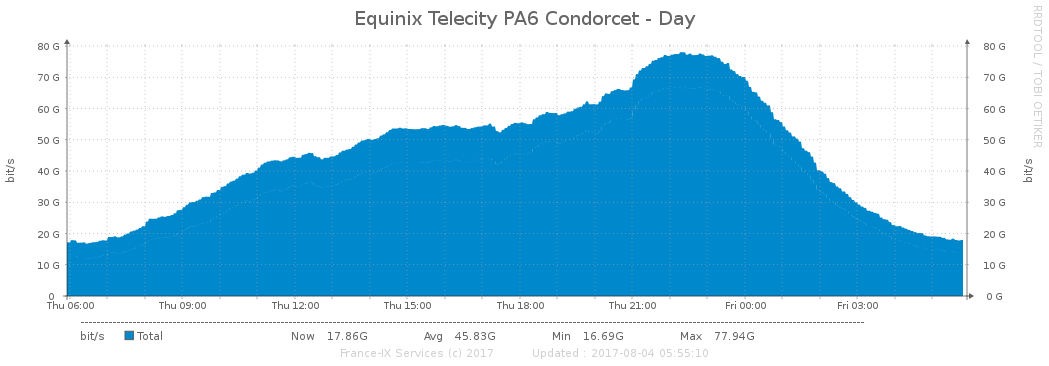 Equinix Telecity PA6 Condorcet - Day
RRDTOOL / TOBI OETIKER
bit/s
80 G
70 G
60 G
50 G
40 G
30 G
20 G
10 G
0
80 G
70 G
60 G
50 G
40 G
30 G
20 G
10 G
0 G
bit/s
Thu 06:00 Thu 09:00 Thu 12:00 Thu 15:00 Thu 18:00 Thu 21:00 Fri 00:00 Fri 03:00
bit/s Total Now 17.86G Avg 45.83G Min 16.69G Max 77.94G
France-IX Services (c) 2017 Updated : 2017-08-04 05:55:10